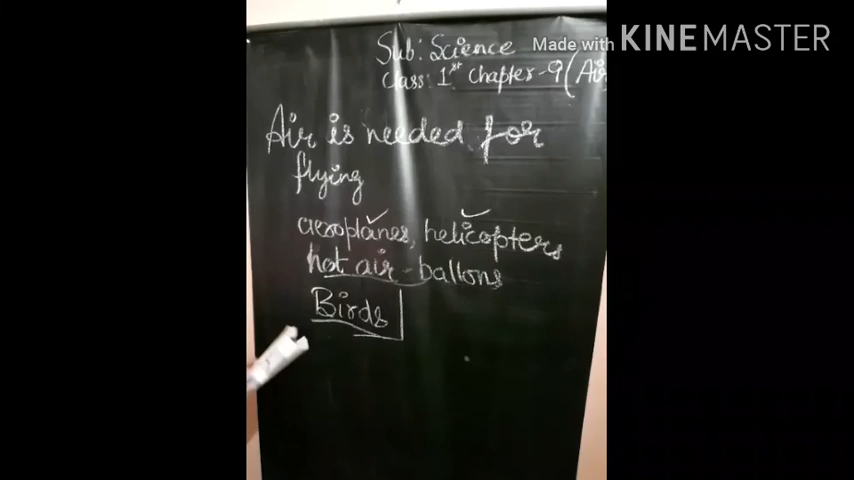 Sub: Science
Made with KINEMASTER
Class: 1st Chapter-9 (Air
Air is needed for
flying
aeroplanes, helicopters
hot air-ballons
Birds